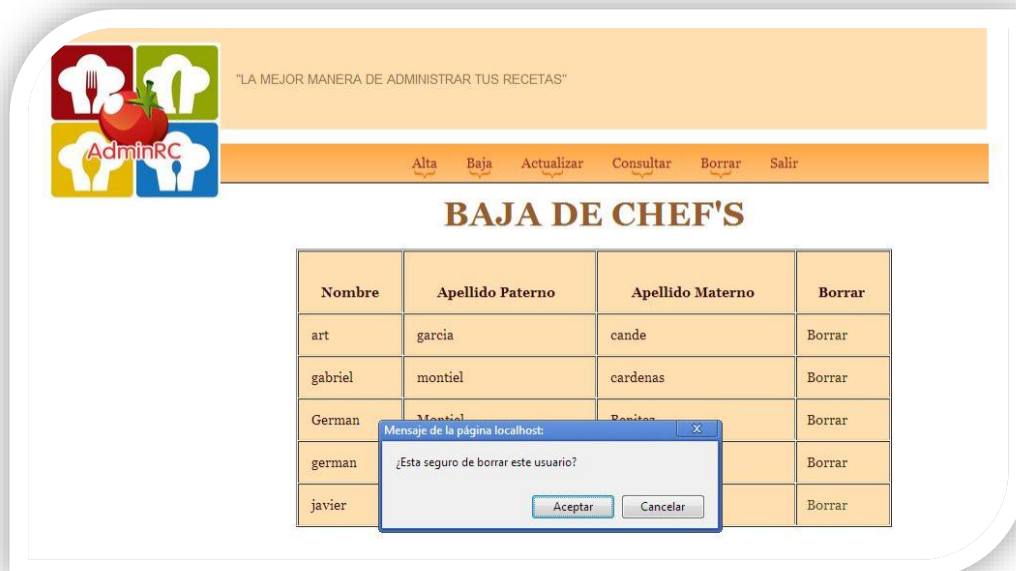 "LA MEJOR MANERA DE ADMINISTRAR TUS RECETAS"
AdminRC
Alta Baja Actualizar Consultar Borrar Salir
BAJA DE CHEF'S
Nombre Apellido Paterno Apellido Materno Borrar
art garcia cande Borrar
gabriel montiel cardenas Borrar
German Montiel Benitez Borrar
german Borrar
javier Borrar
Mensaje de la página localhost:
¿Esta seguro de borrar este usuario?
Aceptar Cancelar